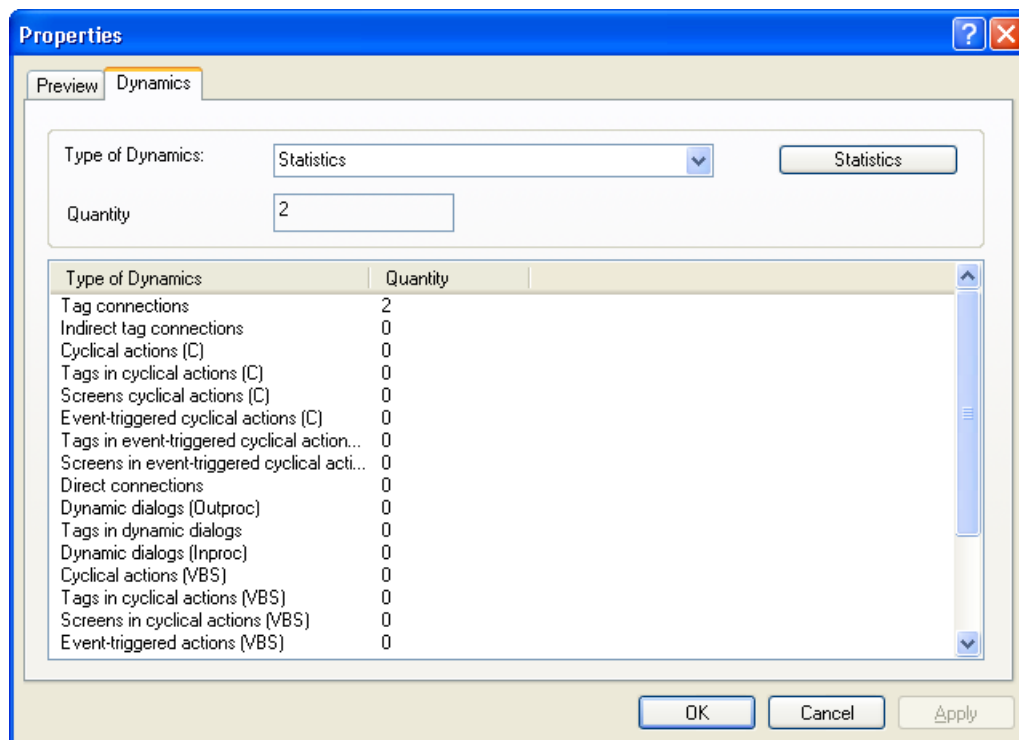 Properties
Preview Dynamics
Type of Dynamics: Statistics Statistics
Quantity 2
Type of Dynamics Quantity
Tag connections 2
Indirect tag connections 0
Cyclical actions (C) 0
Tags in cyclical actions (C) 0
Screens cyclical actions (C) 0
Event-triggered cyclical actions (C) 0
Tags in event-triggered cyclical action... 0
Screens in event-triggered cyclical acti... 0
Direct connections 0
Dynamic dialogs (Outproc) 0
Tags in dynamic dialogs 0
Dynamic dialogs (Inproc) 0
Cyclical actions (VBS) 0
Tags in cyclical actions (VBS) 0
Screens in cyclical actions (VBS) 0
Event-triggered actions (VBS) 0
OK Cancel Apply